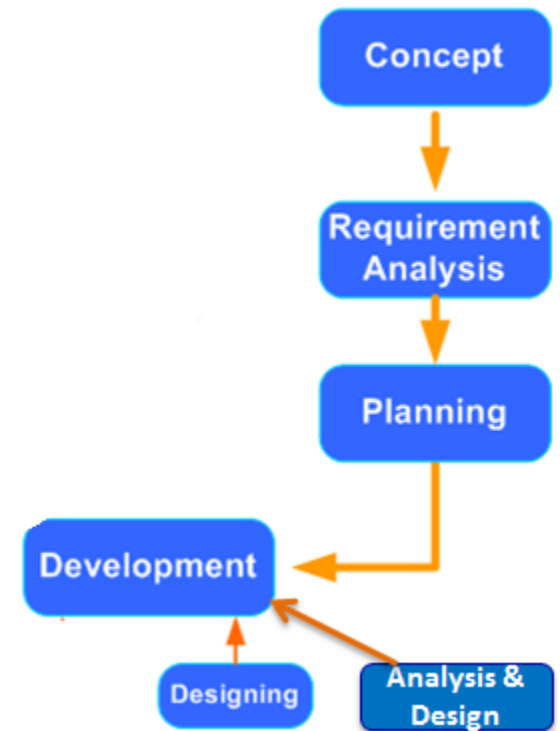 Concept
Requirement
Analysis
Planning
Development
Designing
Analysis &
Design